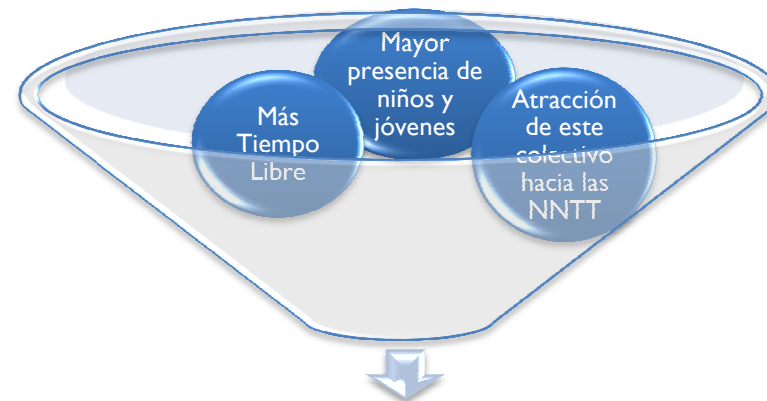 Mayor
presencia de
niños y
jóvenes
Más
Tiempo
Libre
Atracción
de este
colectivo
hacia las
NNTT